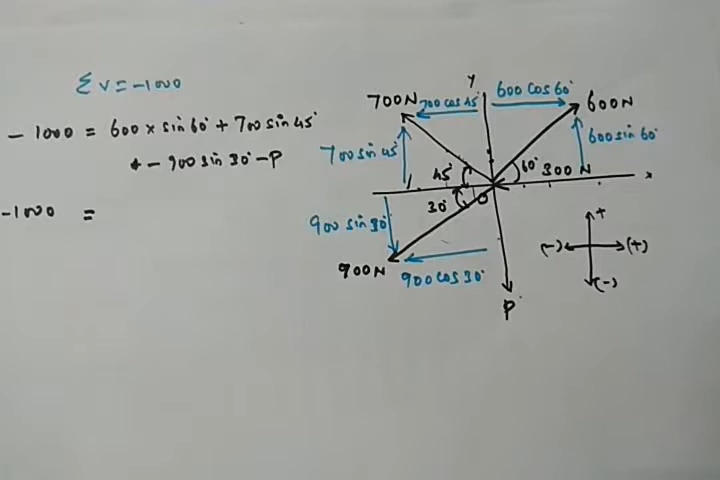 Σ V = -1000
- 1000 = 600 × sin 60° + 700 sin 45°
- 900 sin 30° - P
-1000 =
Y
700N
700 cos 45°
600 cos 60°
600N
700 sin 45°
600 sin 60°
45°
60°
300 N
x
30°
O
900 sin 30°
900N
900 cos 30°
P
+
(-)
(+)
(-)